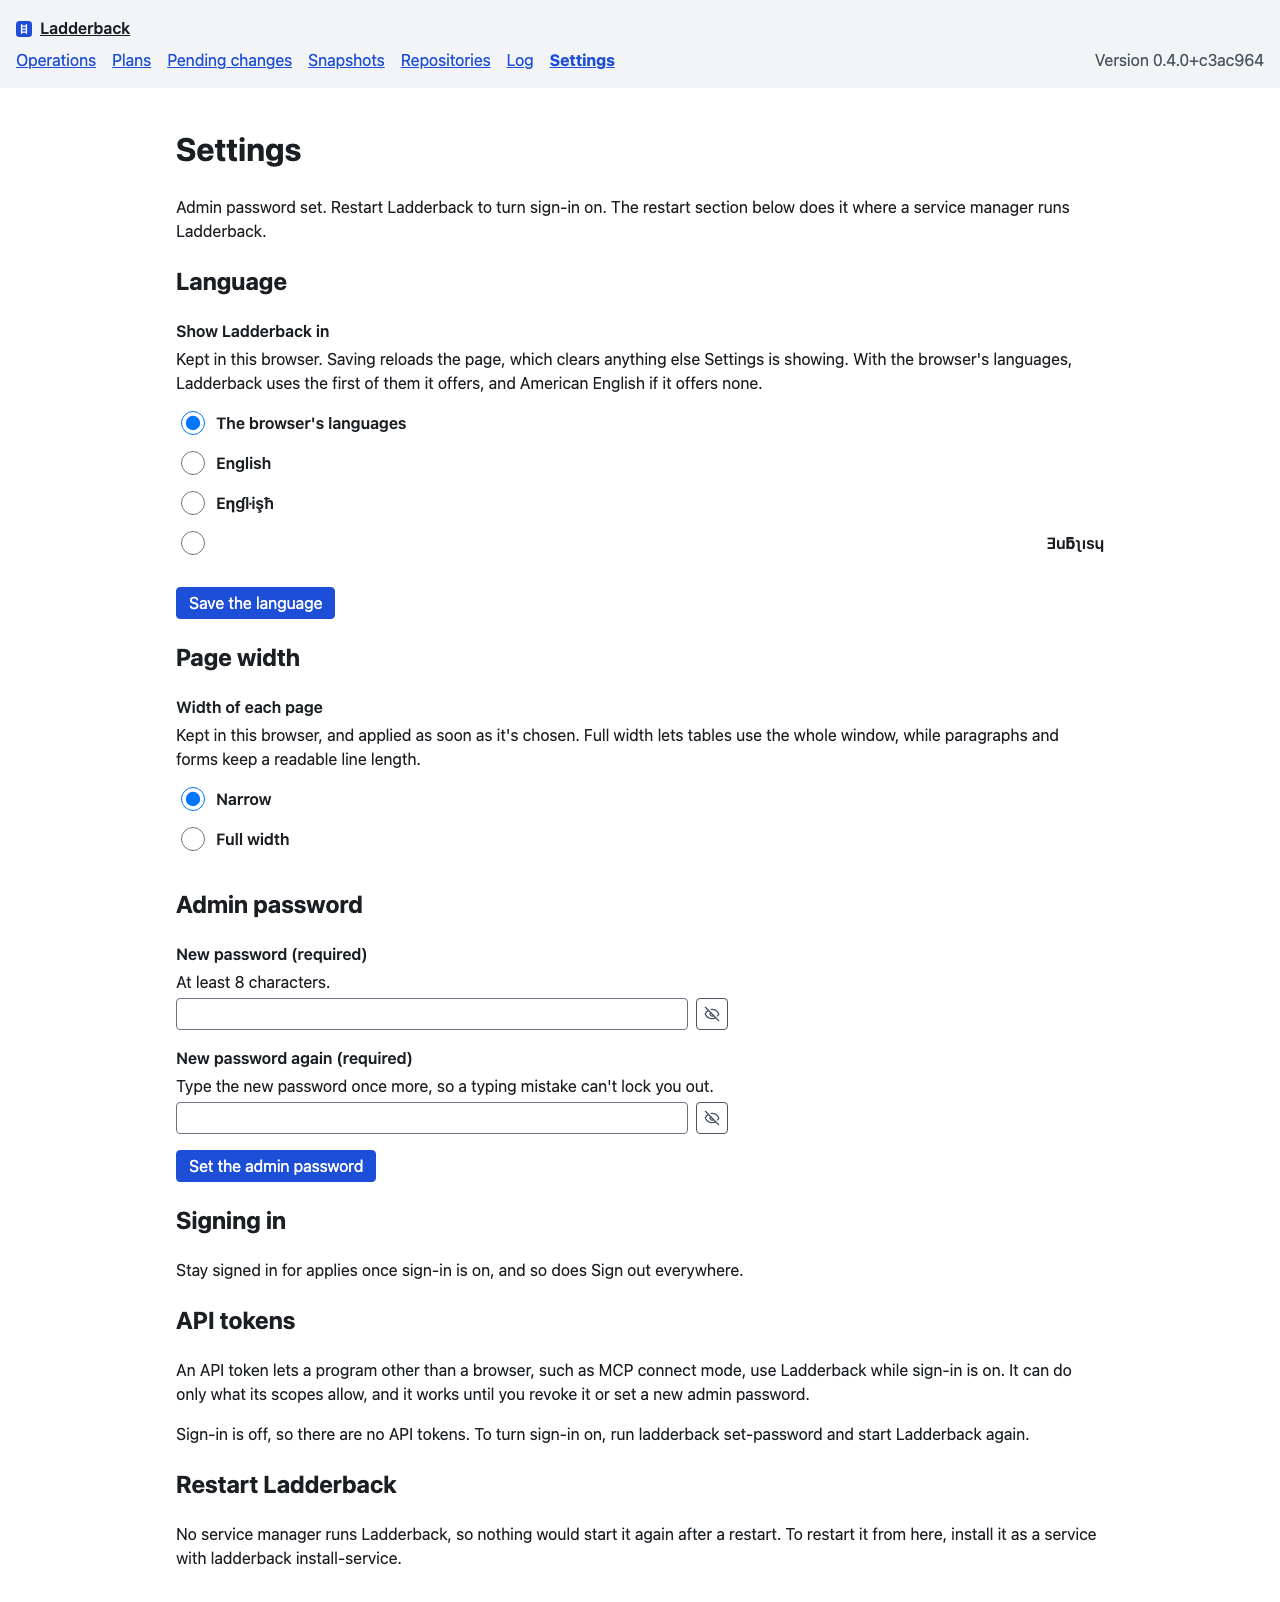 Ladderback
Operations Plans Pending changes Snapshots Repositories Log Settings Version 0.4.0+c3ac964
Settings
Admin password set. Restart Ladderback to turn sign-in on. The restart section below does it where a service manager runs
Ladderback.
Language
Show Ladderback in
Kept in this browser. Saving reloads the page, which clears anything else Settings is showing. With the browser's languages,
Ladderback uses the first of them it offers, and American English if it offers none.
The browser's languages
English
Eƞɠŀişħ
Ǝuƃʅısɥ
Save the language
Page width
Width of each page
Kept in this browser, and applied as soon as it's chosen. Full width lets tables use the whole window, while paragraphs and
forms keep a readable line length.
Narrow
Full width
Admin password
New password (required)
At least 8 characters.
New password again (required)
Type the new password once more, so a typing mistake can't lock you out.
Set the admin password
Signing in
Stay signed in for applies once sign-in is on, and so does Sign out everywhere.
API tokens
An API token lets a program other than a browser, such as MCP connect mode, use Ladderback while sign-in is on. It can do
only what its scopes allow, and it works until you revoke it or set a new admin password.
Sign-in is off, so there are no API tokens. To turn sign-in on, run ladderback set-password and start Ladderback again.
Restart Ladderback
No service manager runs Ladderback, so nothing would start it again after a restart. To restart it from here, install it as a service
with ladderback install-service.